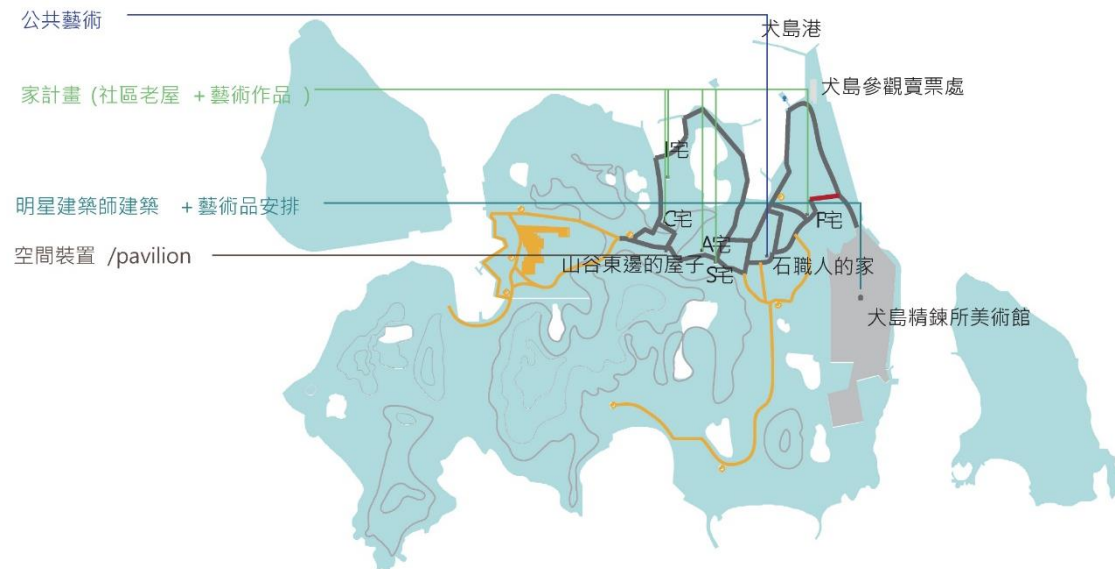 公共藝術
犬島港
家計畫 (社區老屋 +藝術作品 )
犬島參觀賣票處
I宅
明星建築師建築 +藝術品安排
C宅
F宅
A宅
空間裝置 /pavilion
山谷東邊的屋子
S宅
石職人的家
犬島精鍊所美術館